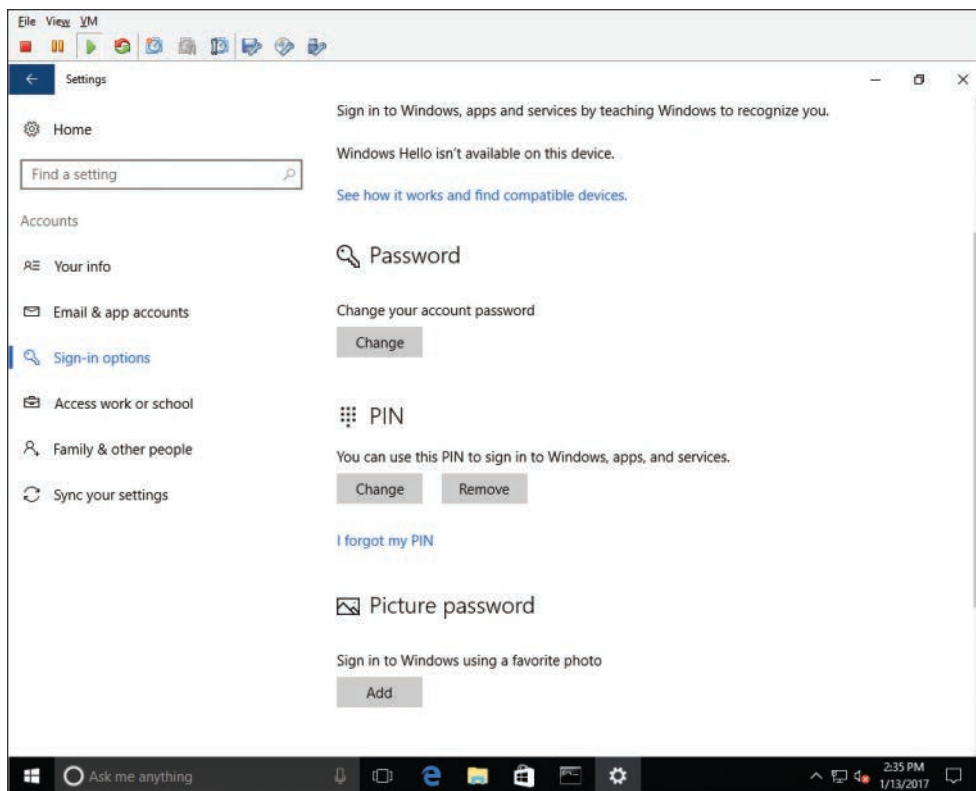 File View VM
Settings
Home
Find a setting
Accounts
Your info
Email & app accounts
Sign-in options
Access work or school
Family & other people
Sync your settings
Sign in to Windows, apps and services by teaching Windows to recognize you.
Windows Hello isn't available on this device.
See how it works and find compatible devices.
Password
Change your account password
Change
PIN
You can use this PIN to sign in to Windows, apps, and services.
Change Remove
I forgot my PIN
Picture password
Sign in to Windows using a favorite photo
Add
Ask me anything
2:35 PM
1/13/2017